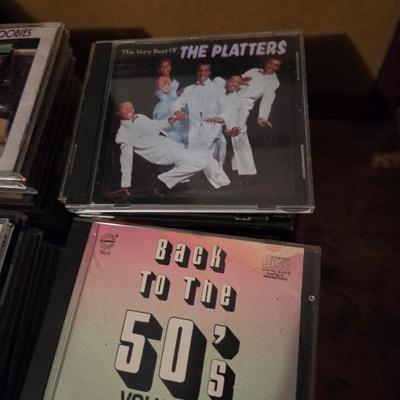 OOBIES
The Very Best Of THE PLATTERS
Back
To The
50's